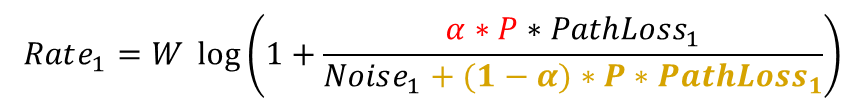 Rate₁ = W log(1 + (α * P * PathLoss₁) / (Noise₁ + (1 − α) * P * PathLoss₁))